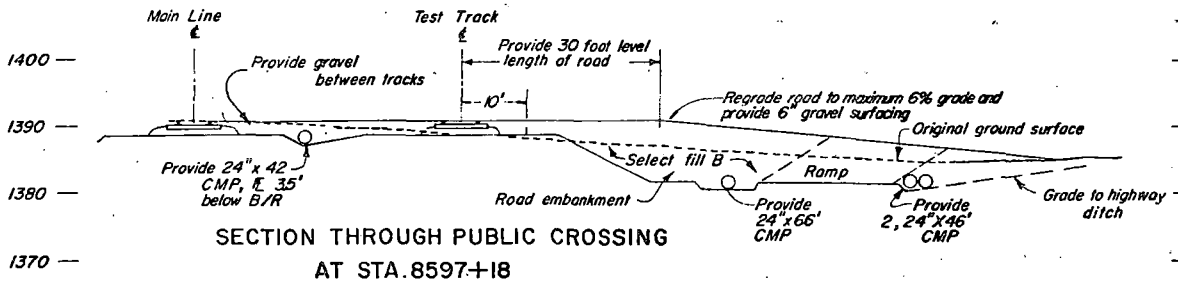 Main Line
℄
Test Track
℄
1400
Provide 30 foot level
length of road
Provide gravel
between tracks
10'
Regrade road to maximum 6% grade and
provide 6" gravel surfacing
1390
Original ground surface
Provide 24" x 42
CMP, 35'
below B/R
Select fill B
Ramp
1380
Road embankment
Provide
24"x66'
CMP
Provide
2, 24"X46'
CMP
Grade to highway
ditch
SECTION THROUGH PUBLIC CROSSING
AT STA. 8597+18
1370